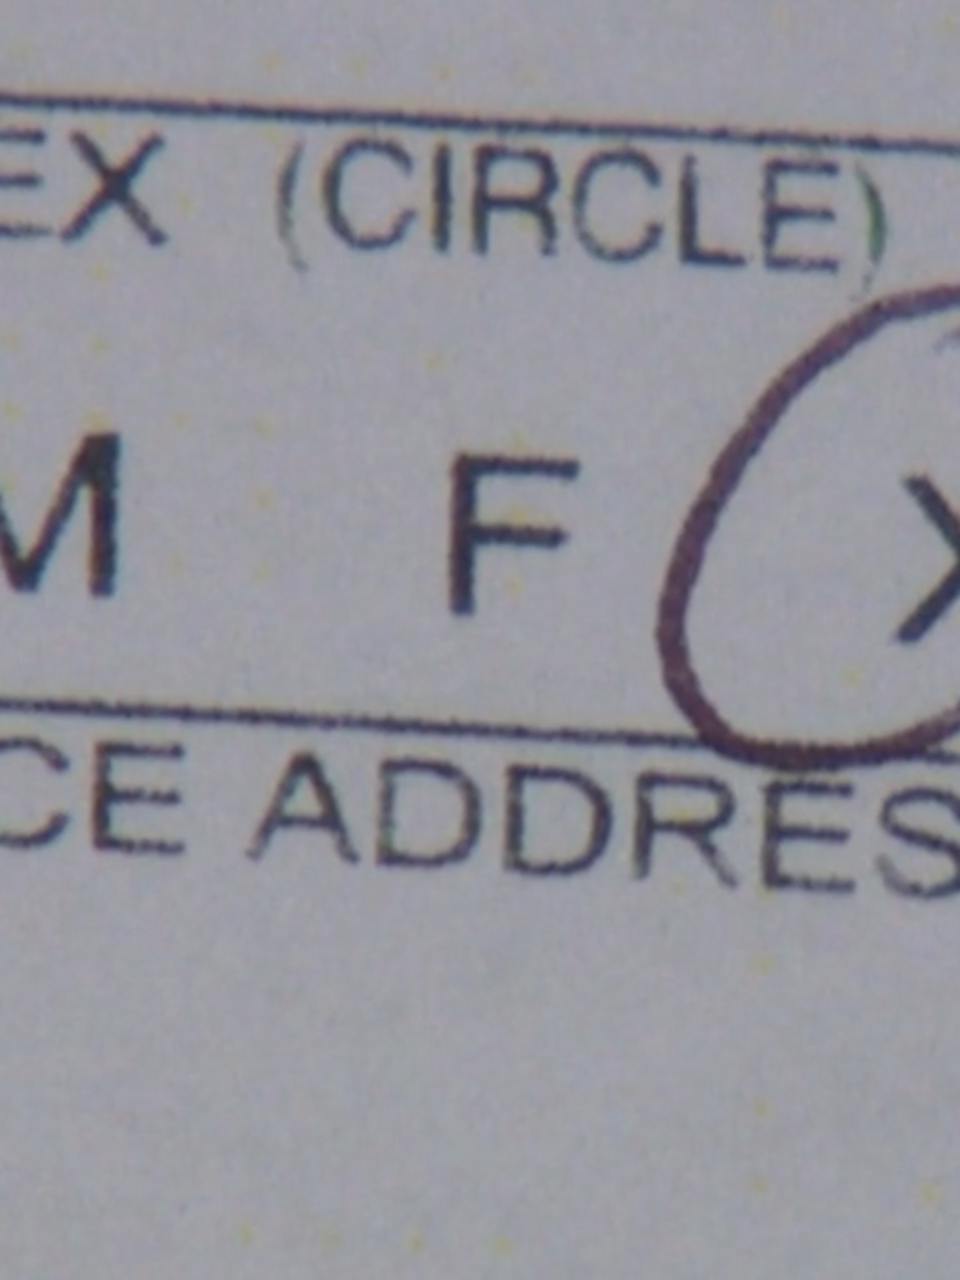 EX (CIRCLE)
M F X
CE ADDRES